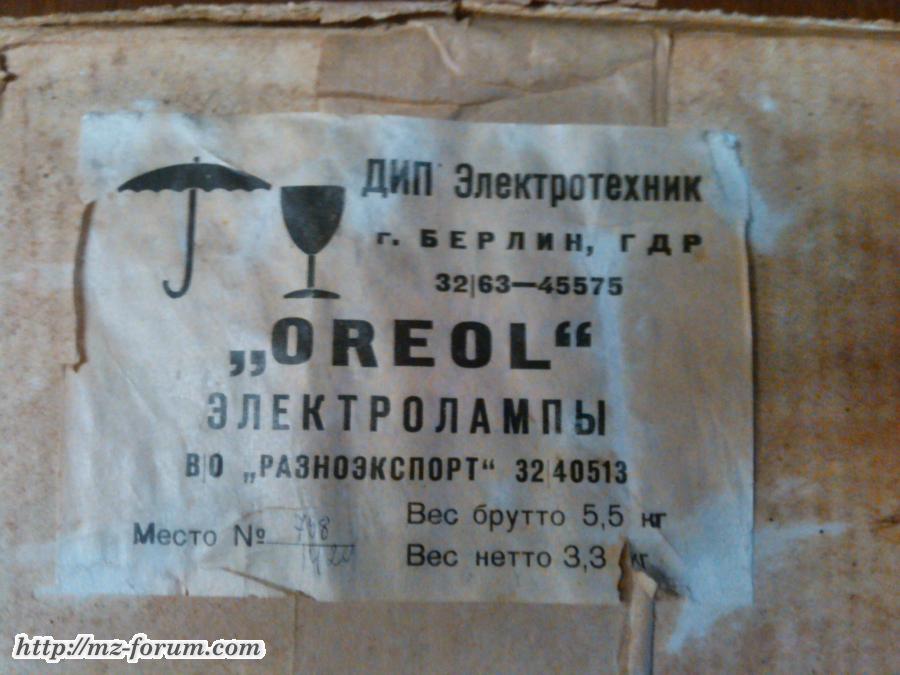 ДИП Электротехник
г. БЕРЛИН, ГДР
32|63—45575
„OREOL“
ЭЛЕКТРОЛАМПЫ
В|О „РАЗНОЭКСПОРТ“ 32|40513
Место №
Вес брутто 5,5 кг
Вес нетто 3,3 кг
http://mz-forum.com